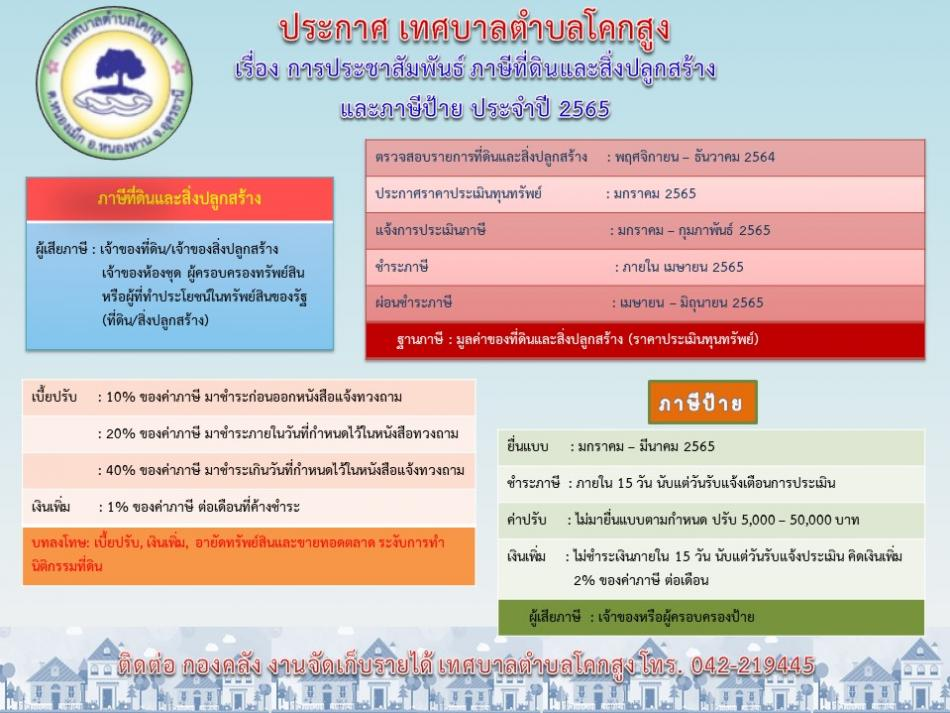 ประกาศ เทศบาลตำบลโคกสูง
เรื่อง การประชาสัมพันธ์ ภาษีที่ดินและสิ่งปลูกสร้าง
และภาษีป้าย ประจำปี 2565
เทศบาลตำบลโคกสูง
ต.หนองเม็ก อ.หนองหาน จ.อุดรธานี
ตรวจสอบรายการที่ดินและสิ่งปลูกสร้าง : พฤศจิกายน – ธันวาคม 2564
ประกาศราคาประเมินทุนทรัพย์ : มกราคม 2565
แจ้งการประเมินภาษี : มกราคม – กุมภาพันธ์ 2565
ชำระภาษี : ภายใน เมษายน 2565
ผ่อนชำระภาษี : เมษายน – มิถุนายน 2565
ฐานภาษี : มูลค่าของที่ดินและสิ่งปลูกสร้าง (ราคาประเมินทุนทรัพย์)
ภาษีที่ดินและสิ่งปลูกสร้าง
ผู้เสียภาษี : เจ้าของที่ดิน/เจ้าของสิ่งปลูกสร้าง
เจ้าของห้องชุด ผู้ครอบครองทรัพย์สิน
หรือผู้ที่ทำประโยชน์ในทรัพย์สินของรัฐ
(ที่ดิน/สิ่งปลูกสร้าง)
เบี้ยปรับ : 10% ของค่าภาษี มาชำระก่อนออกหนังสือแจ้งทวงถาม
: 20% ของค่าภาษี มาชำระภายในวันที่กำหนดไว้ในหนังสือทวงถาม
: 40% ของค่าภาษี มาชำระเกินวันที่กำหนดไว้ในหนังสือแจ้งทวงถาม
เงินเพิ่ม : 1% ของค่าภาษี ต่อเดือนที่ค้างชำระ
บทลงโทษ: เบี้ยปรับ, เงินเพิ่ม, อายัดทรัพย์สินและขายทอดตลาด ระงับการทำ
นิติกรรมที่ดิน
ภาษีป้าย
ยื่นแบบ : มกราคม – มีนาคม 2565
ชำระภาษี : ภายใน 15 วัน นับแต่วันรับแจ้งเตือนการประเมิน
ค่าปรับ : ไม่มายื่นแบบตามกำหนด ปรับ 5,000 – 50,000 บาท
เงินเพิ่ม : ไม่ชำระเงินภายใน 15 วัน นับแต่วันรับแจ้งประเมิน คิดเงินเพิ่ม
2% ของค่าภาษี ต่อเดือน
ผู้เสียภาษี : เจ้าของหรือผู้ครอบครองป้าย
ติดต่อ กองคลัง งานจัดเก็บรายได้ เทศบาลตำบลโคกสูง โทร. 042-219445